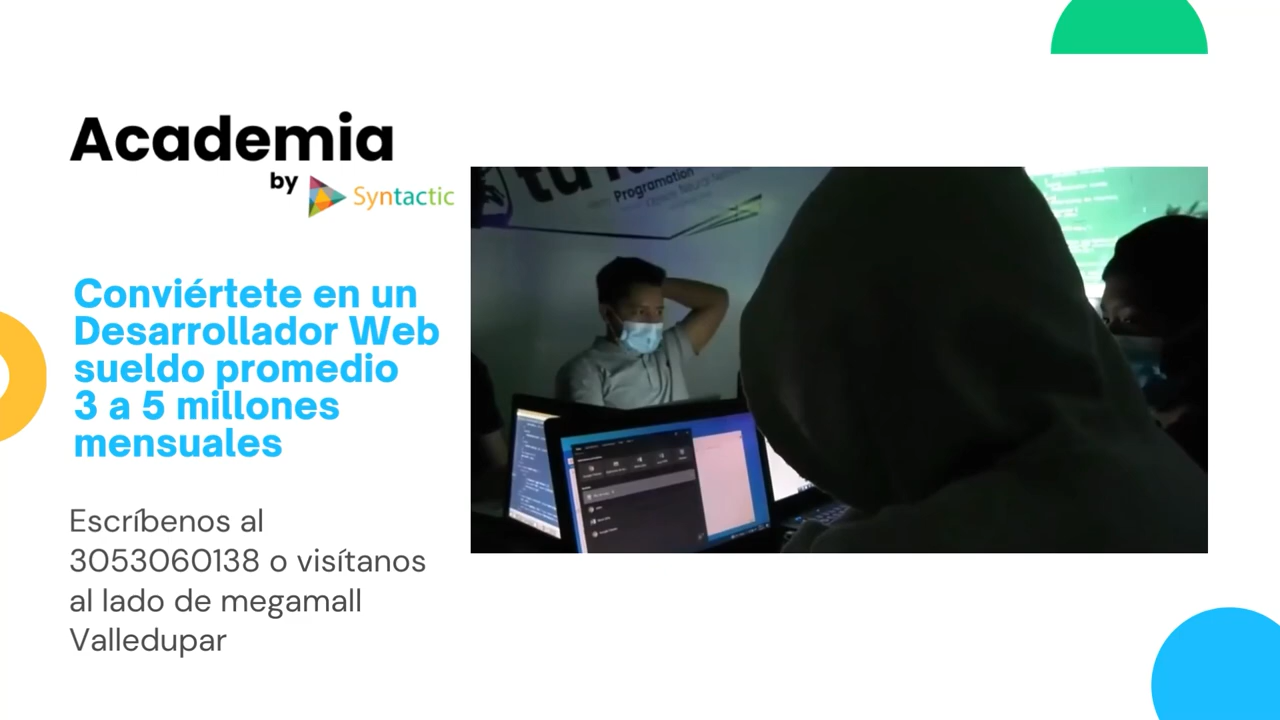 Academia
by Syntactic
Conviértete en un
Desarrollador Web
sueldo promedio
3 a 5 millones
mensuales
Escríbenos al
3053060138 o visítanos
al lado de megamall
Valledupar
tu
Programation